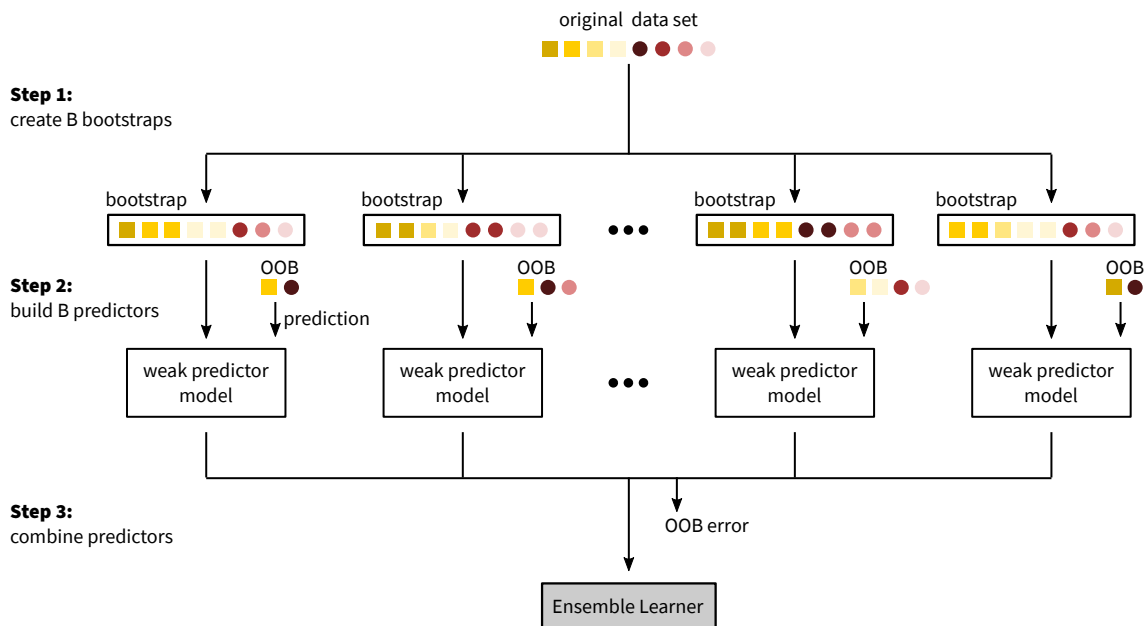 original data set
Step 1:
create B bootstraps
bootstrap
bootstrap
bootstrap
bootstrap
Step 2:
build B predictors
OOB
OOB
OOB
OOB
prediction
weak predictor
model
weak predictor
model
weak predictor
model
weak predictor
model
Step 3:
combine predictors
OOB error
Ensemble Learner